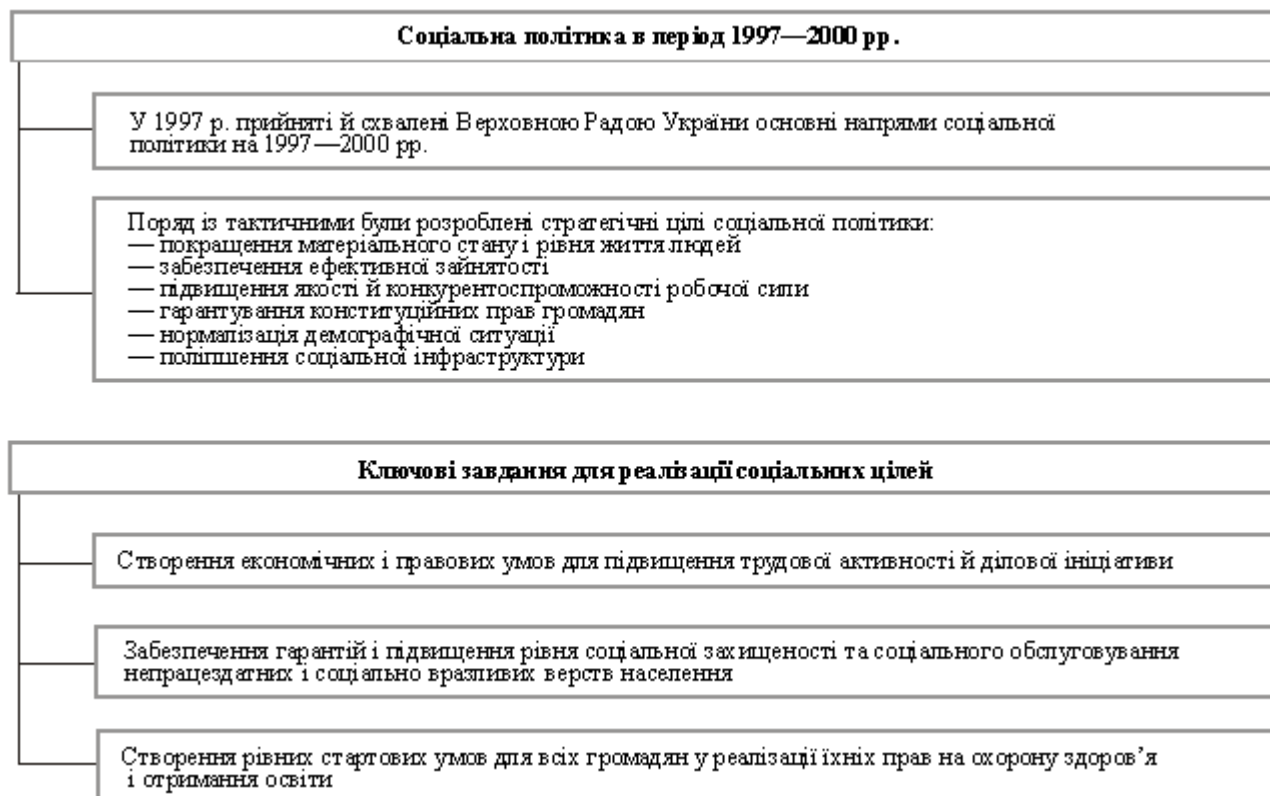 Соціальна політика в період 1997—2000 рр.
У 1997 р. прийняті й схвалені Верховною Радою України основні напрями соціальної
політики на 1997—2000 рр.
Поряд із тактичними були розроблені стратегічні цілі соціальної політики:
— покращення матеріального стану і рівня життя людей
— забезпечення ефективної зайнятості
— підвищення якості й конкурентоспроможності робочої сили
— гарантування конституційних прав громадян
— нормалізація демографічної ситуації
— поліпшення соціальної інфраструктури
Ключові завдання для реалізації соціальних цілей
Створення економічних і правових умов для підвищення трудової активності й ділової ініціативи
Забезпечення гарантій і підвищення рівня соціальної захищеності та соціального обслуговування
непрацездатних і соціально вразливих верств населення
Створення рівних стартових умов для всіх громадян у реалізації їхніх прав на охорону здоров’я
і отримання освіти